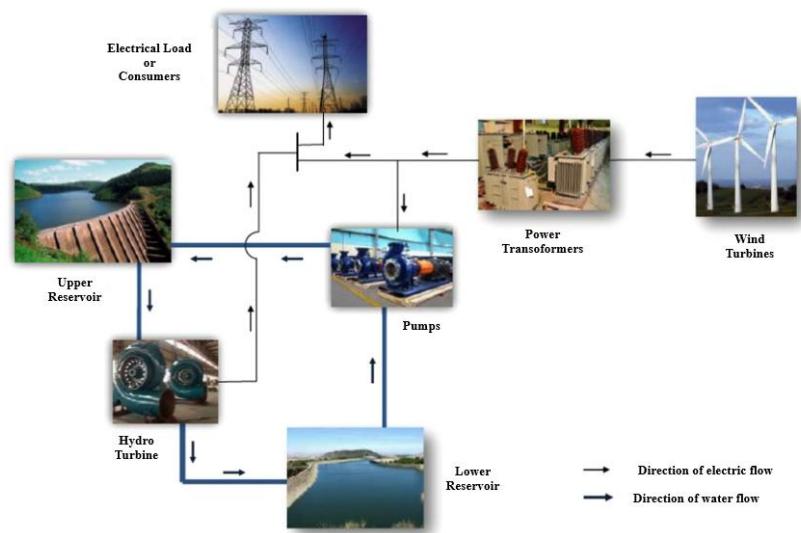 Electrical Load
or
Consumers
Power
Transoformers
Wind
Turbines
Upper
Reservoir
Pumps
Hydro
Turbine
Lower
Reservoir
Direction of electric flow
Direction of water flow